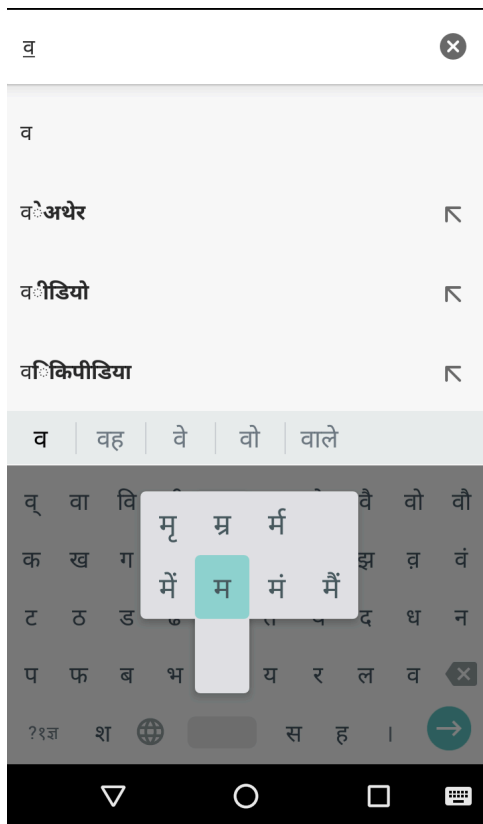 व
व
वेअथेर
वीडियो
विकिपीडिया
व वह वे वो वाले
व् वा वि वै वो वौ
मृ म्र र्म
क ख ग झ व़ वं
में म मं मैं
ट ठ ड द ध न
प फ ब भ य र ल व
?१ज्ञ श स ह ।